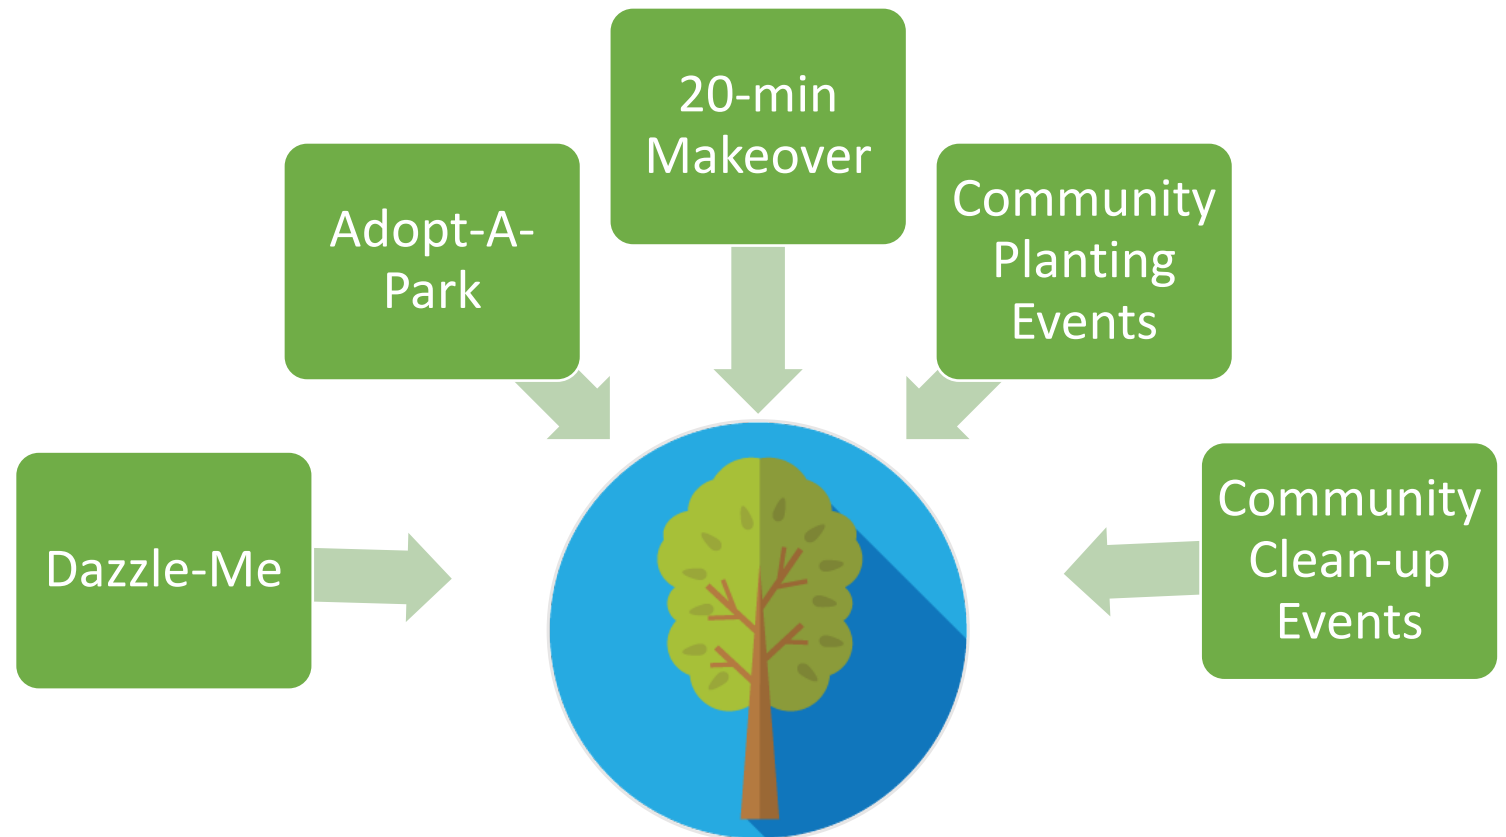 20-min
Makeover
Adopt-A-
Park
Community
Planting
Events
Dazzle-Me
Community
Clean-up
Events